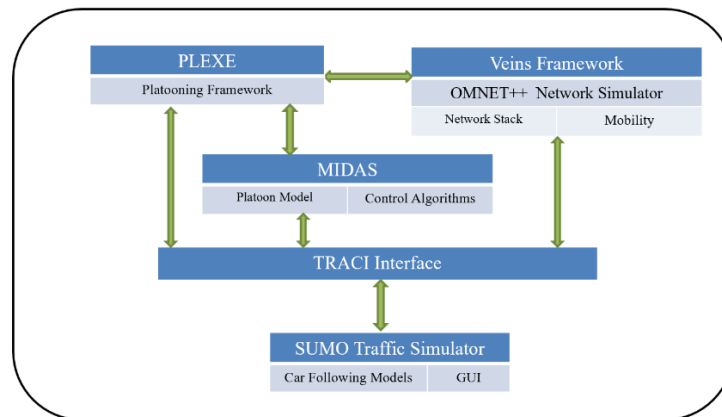 PLEXE
Platooning Framework
Veins Framework
OMNET++ Network Simulator
Network Stack
Mobility
MIDAS
Platoon Model
Control Algorithms
TRACI Interface
SUMO Traffic Simulator
Car Following Models
GUI